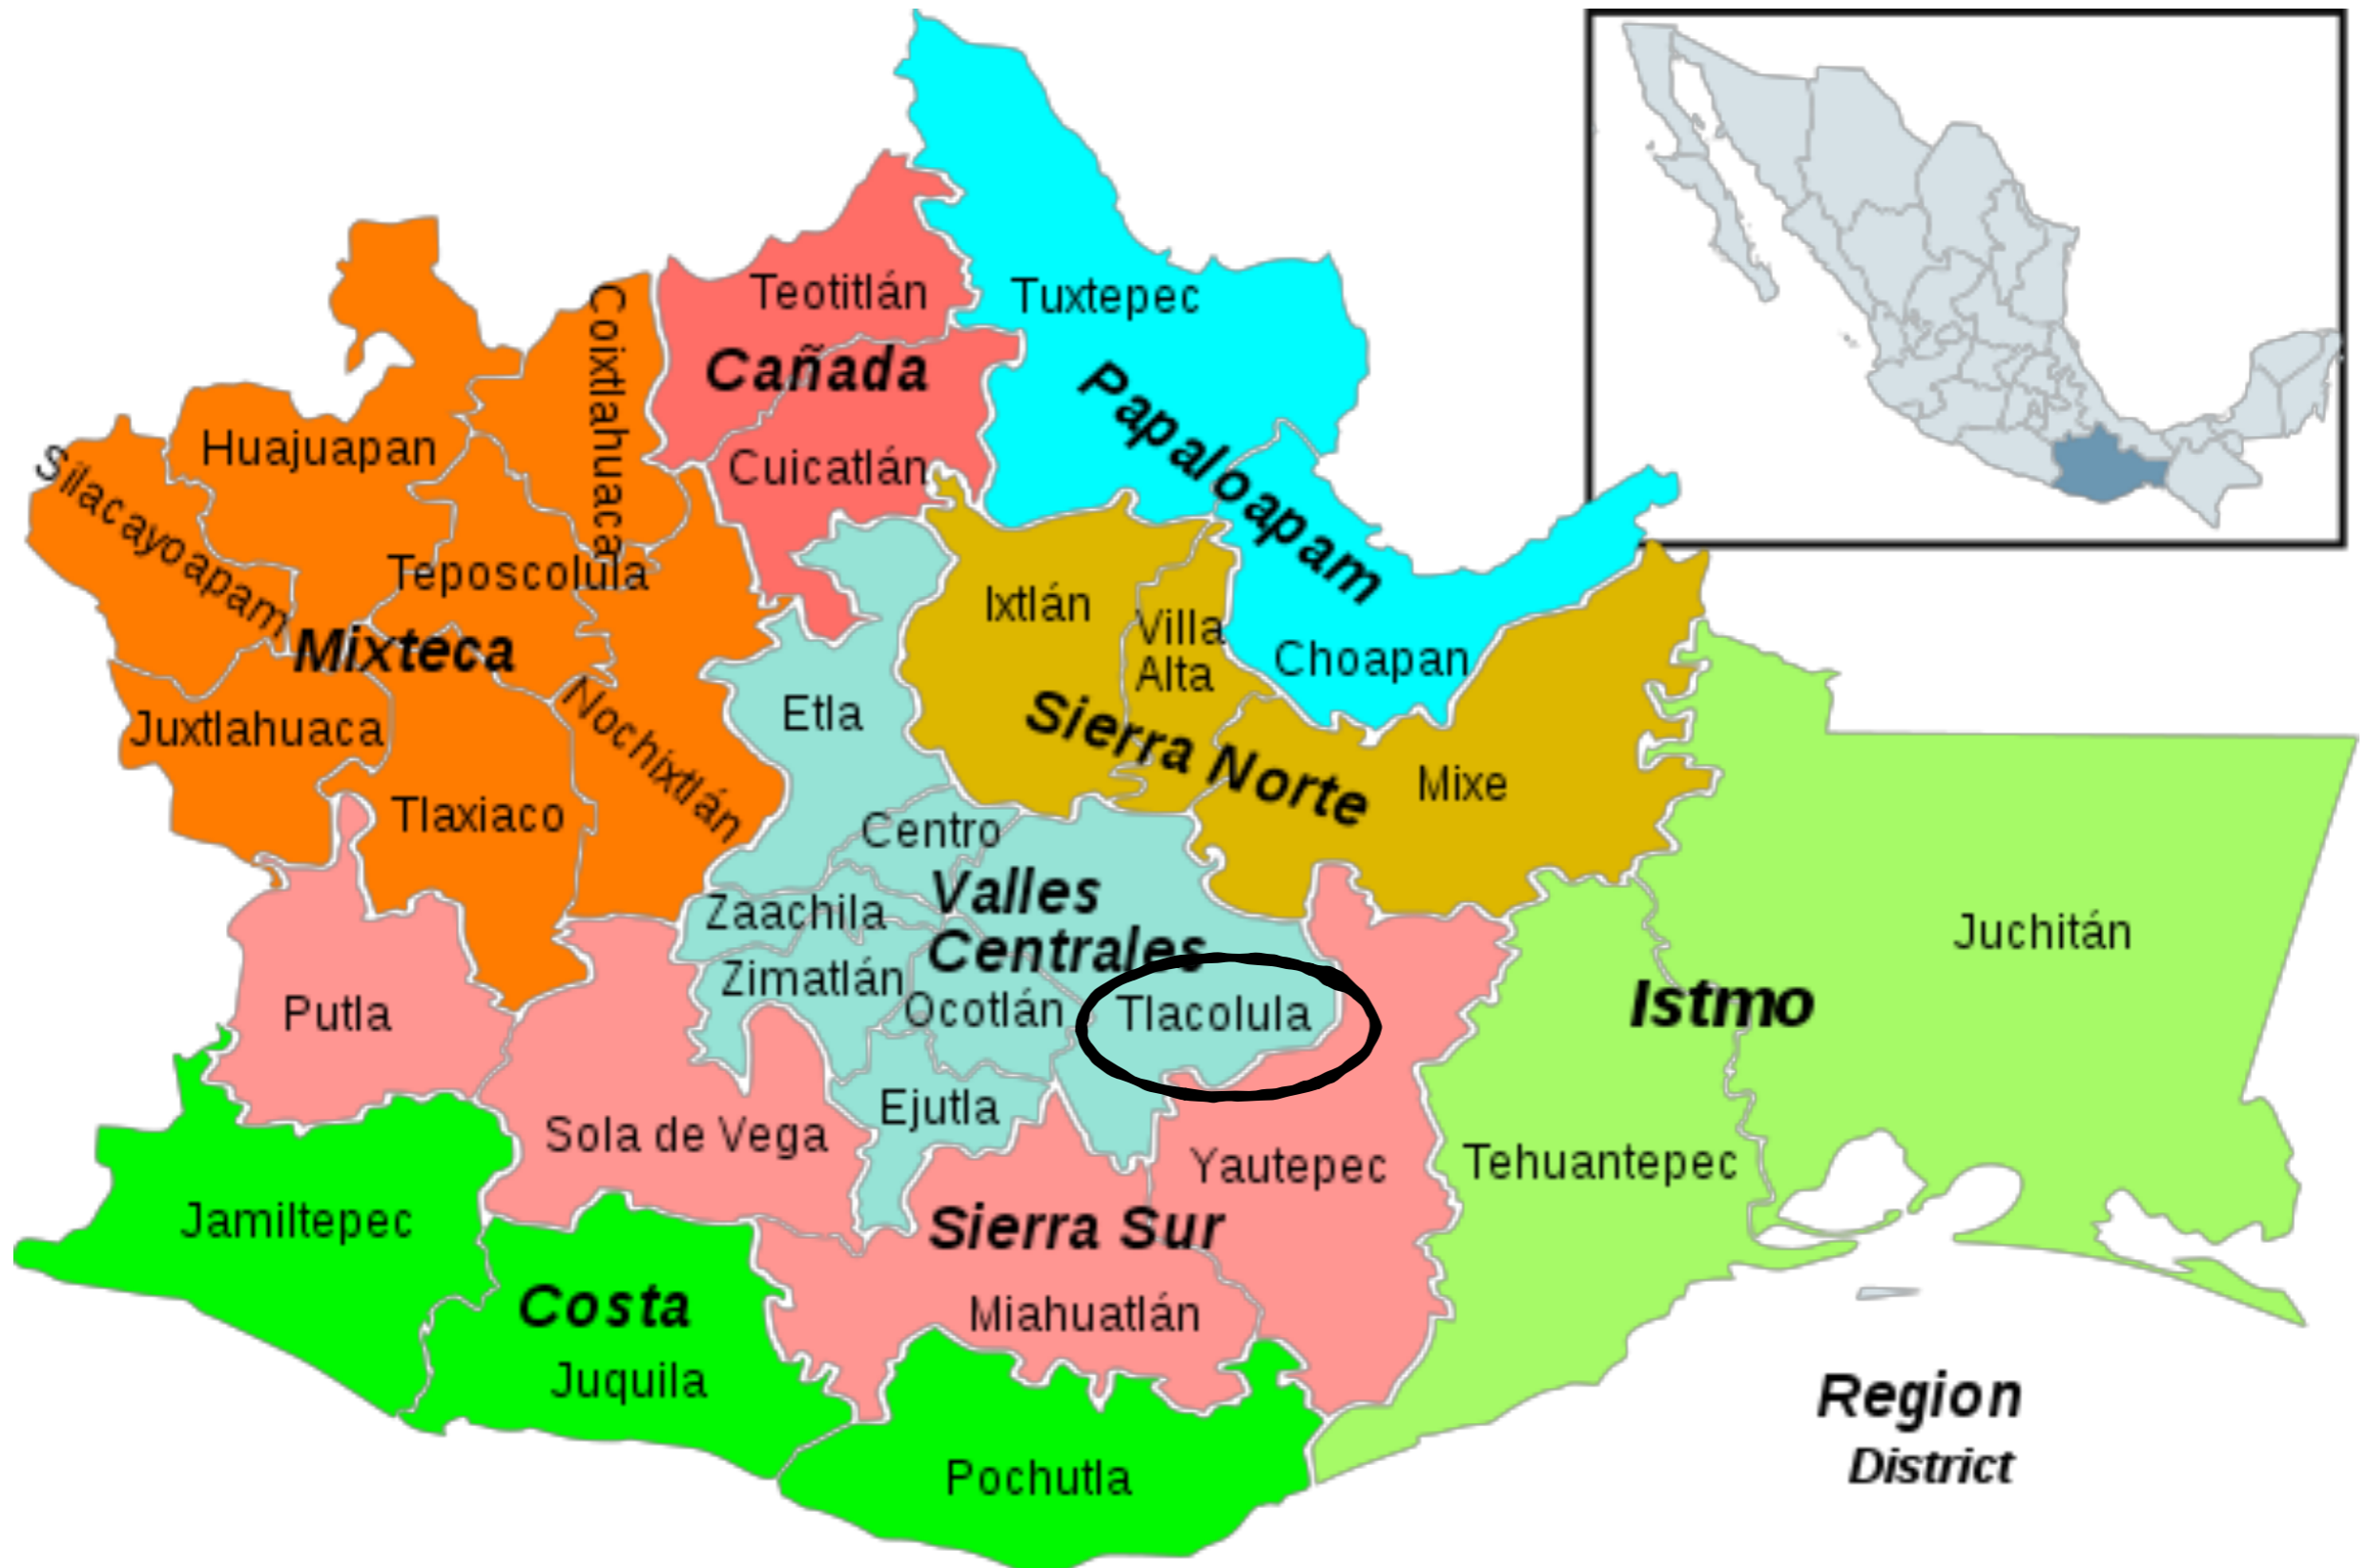 Teotitlán
Tuxtepec
Coixtlahuaca
Cañada
Papaloapam
Huajuapan
Cuicatlán
Silacayoapam
Teposcolula
Ixtlán
Villa
Alta
Mixteca
Choapan
Etla
Juxtlahuaca
Nochixtlán
Sierra Norte
Mixe
Tlaxiaco
Centro
Valles
Centrales
Zaachila
Juchitán
Zimatlán
Ocotlán
Tlacolula
Istmo
Putla
Ejutla
Sola de Vega
Yautepec
Tehuantepec
Jamiltepec
Sierra Sur
Costa
Miahuatlán
Juquila
Pochutla
Region
District